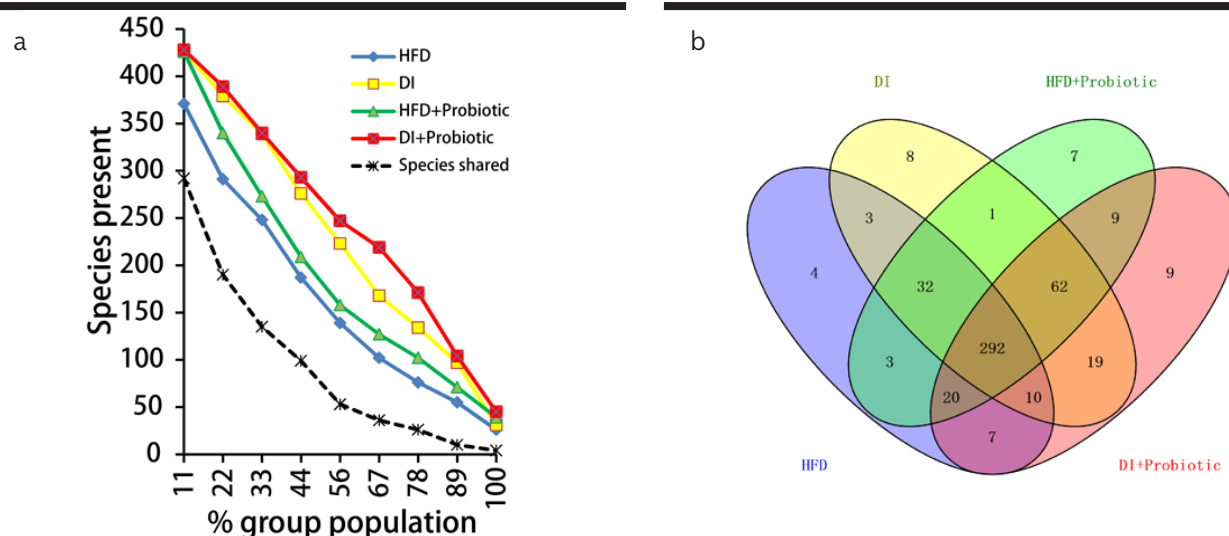 a
450
400
350
300
250
200
150
100
50
0
Species present
HFD
DI
HFD+Probiotic
DI+Probiotic
Species shared
11 22 33 44 56 67 78 89 100
% group population
b
DI HFD+Probiotic
8 7
3 1 9
4 32 62 9
292
3 19
20 10
7
HFD DI+Probiotic